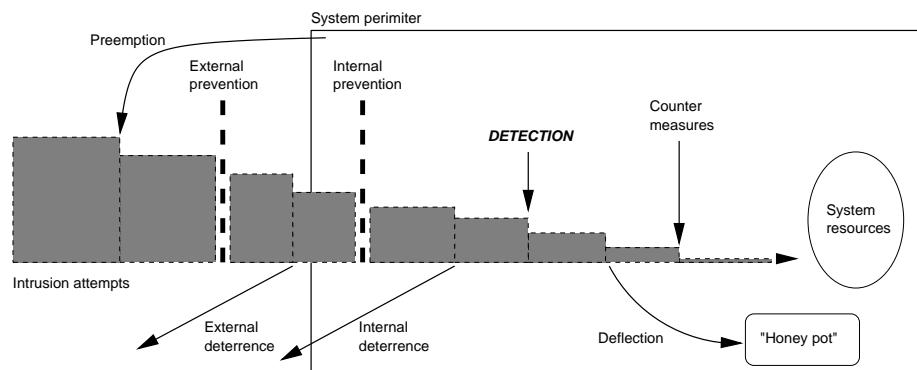 System perimiter
Preemption
External
prevention
Internal
prevention
Counter
measures
DETECTION
System
resources
Intrusion attempts
External
deterrence
Internal
deterrence
Deflection
"Honey pot"